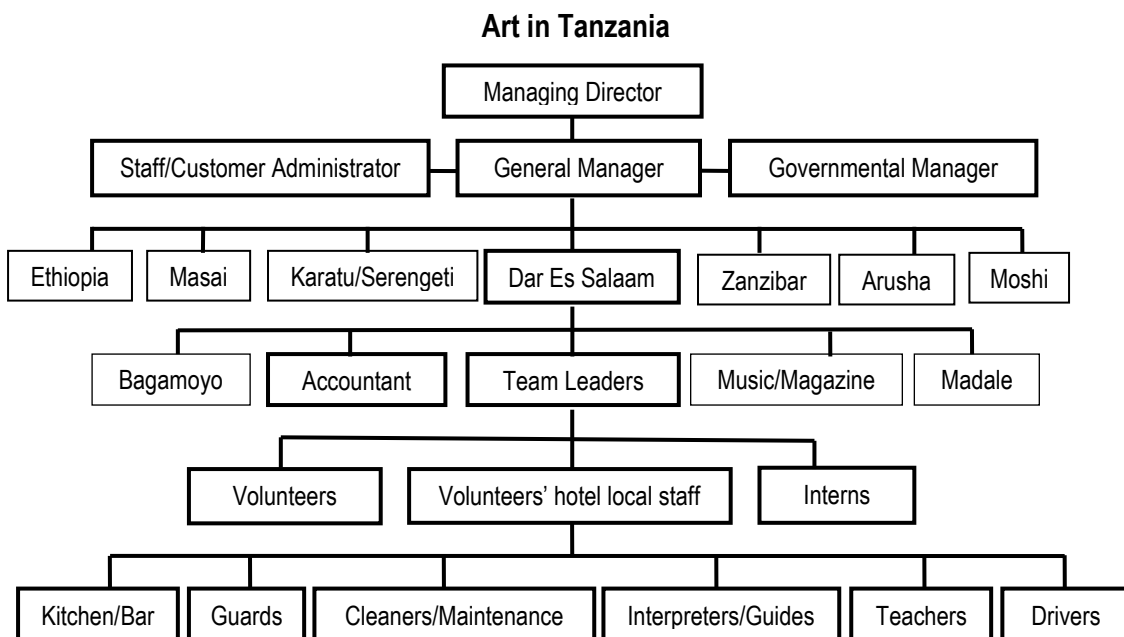 Art in Tanzania
Managing Director
Staff/Customer Administrator
General Manager
Governmental Manager
Ethiopia
Masai
Karatu/Serengeti
Dar Es Salaam
Zanzibar
Arusha
Moshi
Bagamoyo
Accountant
Team Leaders
Music/Magazine
Madale
Volunteers
Volunteers’ hotel local staff
Interns
Kitchen/Bar
Guards
Cleaners/Maintenance
Interpreters/Guides
Teachers
Drivers